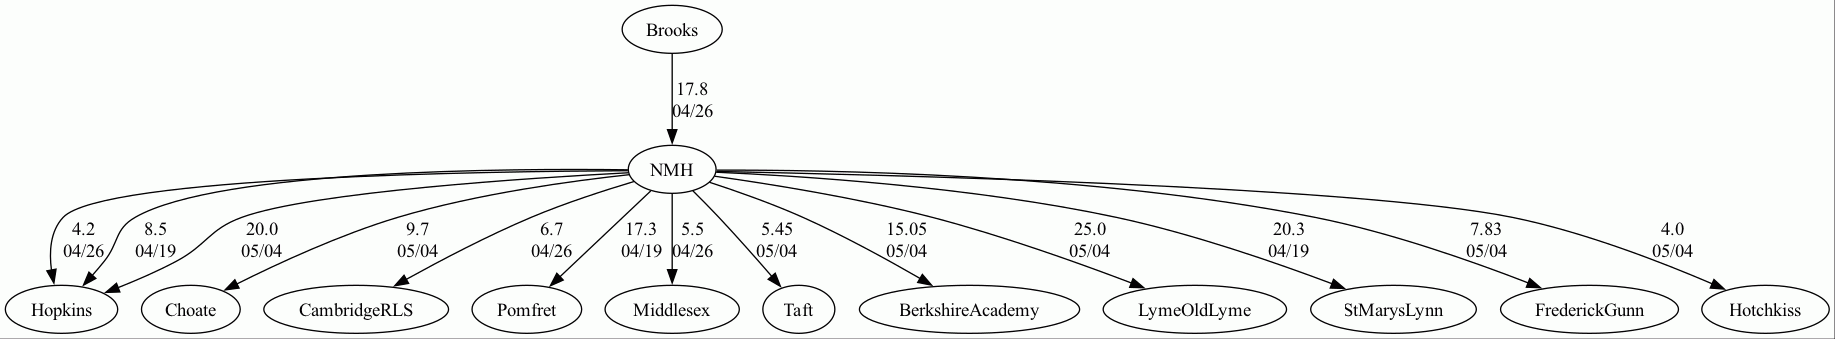 Brooks
17.8
04/26
NMH
4.2
04/26
8.5
04/19
20.0
05/04
9.7
05/04
6.7
04/26
17.3
04/19
5.5
04/26
5.45
05/04
15.05
05/04
25.0
05/04
20.3
04/19
7.83
05/04
4.0
05/04
Hopkins
Choate
CambridgeRLS
Pomfret
Middlesex
Taft
BerkshireAcademy
LymeOldLyme
StMarysLynn
FrederickGunn
Hotchkiss